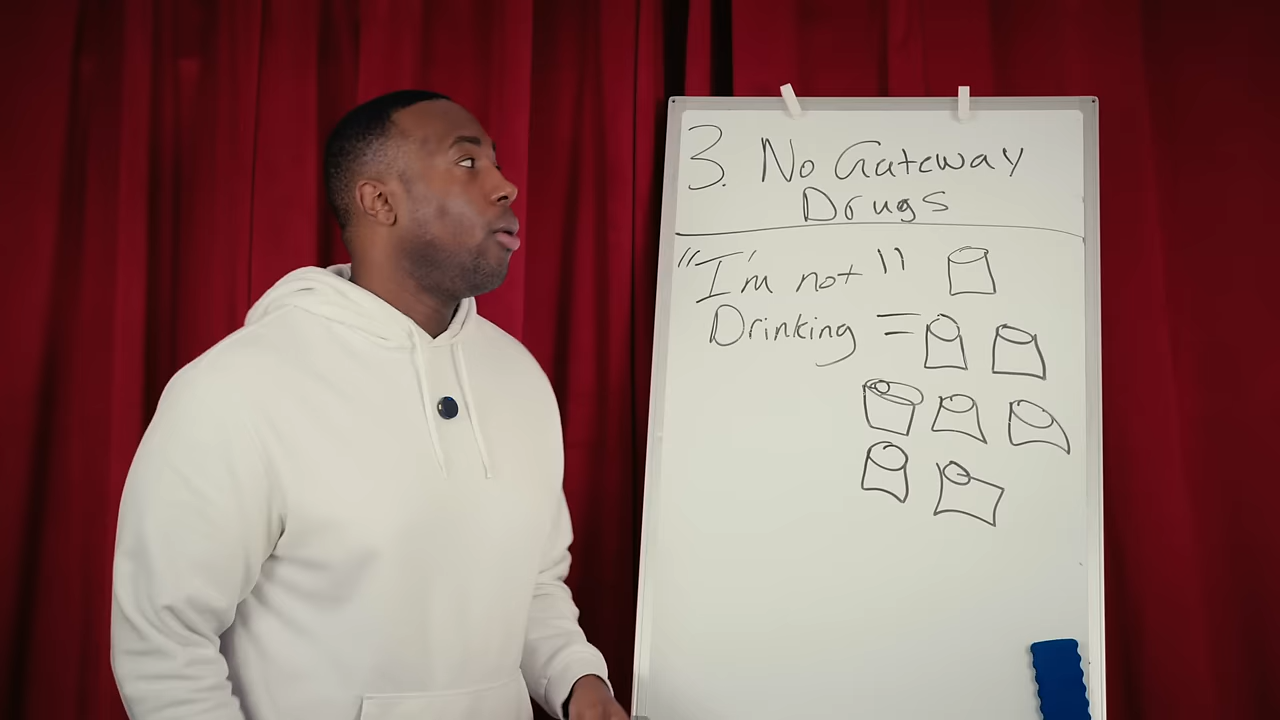 3. No Gateway
Drugs
"I'm not"
Drinking =